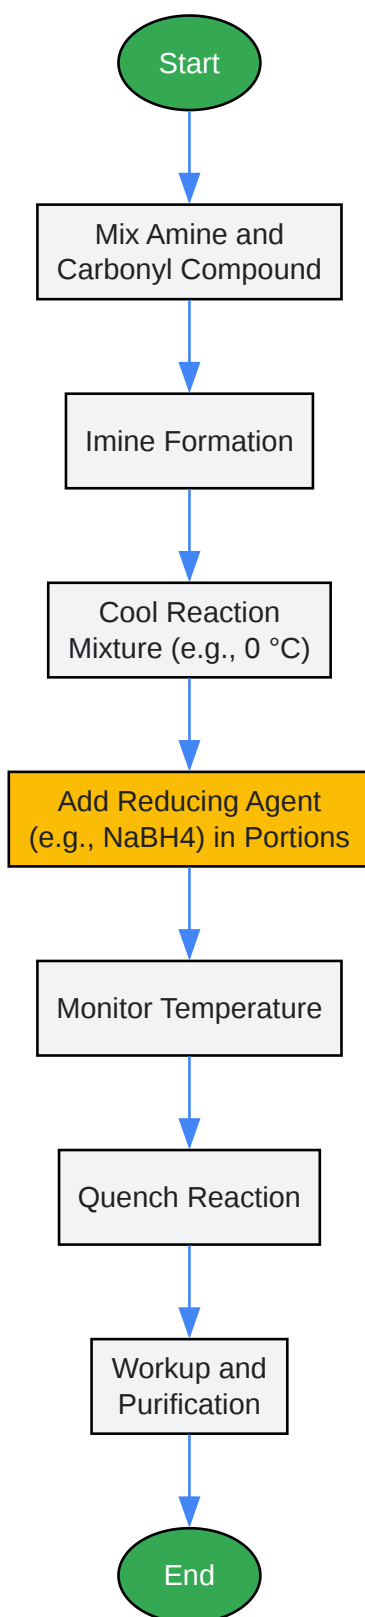 Start
Mix Amine and
Carbonyl Compound
Imine Formation
Cool Reaction
Mixture (e.g., 0 °C)
Add Reducing Agent
(e.g., NaBH4) in Portions
Monitor Temperature
Quench Reaction
Workup and
Purification
End